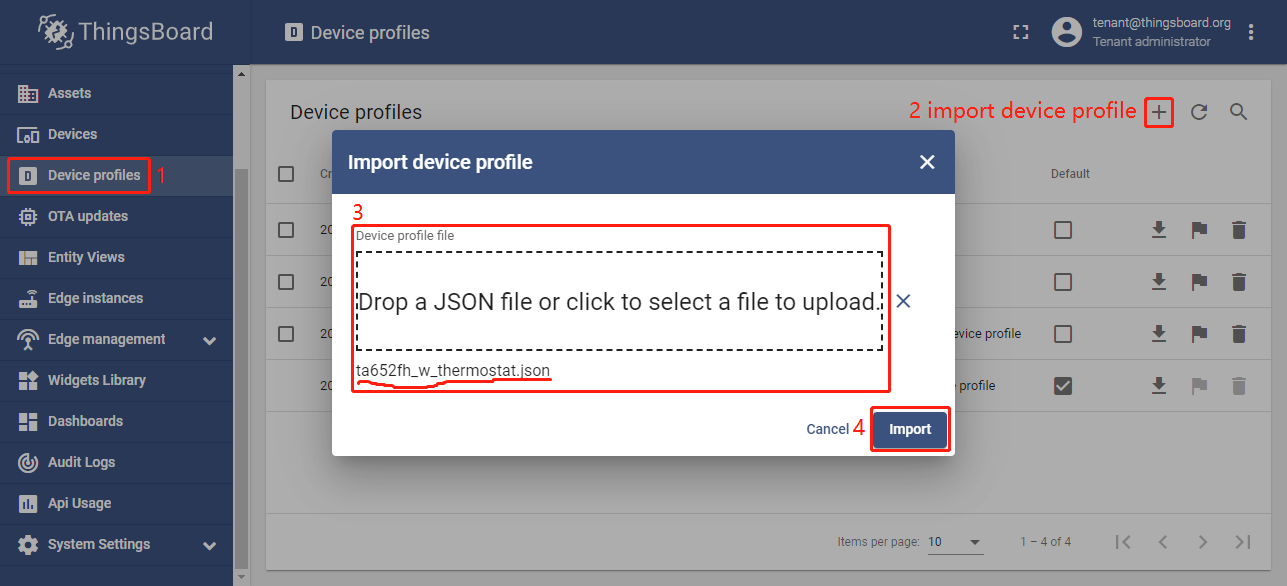 ThingsBoard
D Device profiles
tenant@thingsboard.org
Tenant administrator
Assets
Devices
D Device profiles 1
OTA updates
Entity Views
Edge instances
Edge management
Widgets Library
Dashboards
Audit Logs
Api Usage
System Settings
Device profiles
2 import device profile
Default
Import device profile
3
Device profile file
Drop a JSON file or click to select a file to upload.
ta652fh_w_thermostat.json
Cancel 4 Import
Cr
20
20
20 evice profile
20 profile
Items per page: 10 1 – 4 of 4